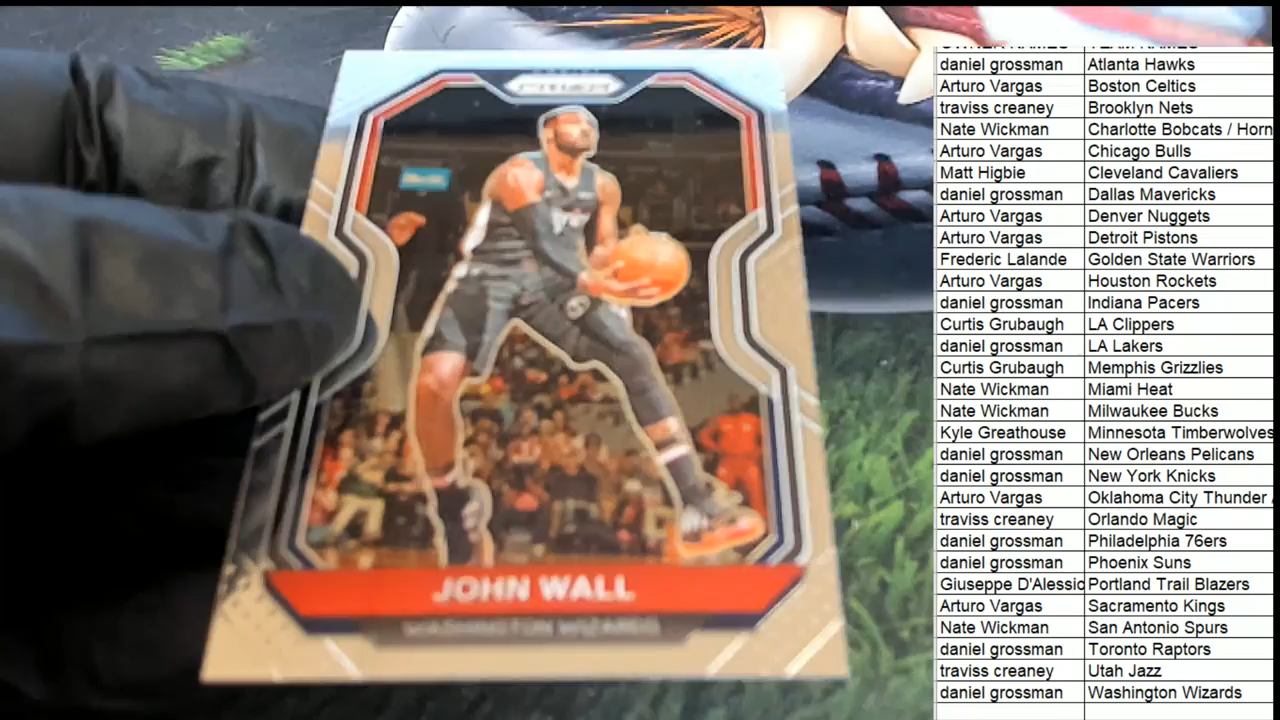 PRIZM
JOHN WALL
WASHINGTON WIZARDS
OWNER NAMES TEAM NAMES
daniel grossman Atlanta Hawks
Arturo Vargas Boston Celtics
traviss creaney Brooklyn Nets
Nate Wickman Charlotte Bobcats / Horn
Arturo Vargas Chicago Bulls
Matt Higbie Cleveland Cavaliers
daniel grossman Dallas Mavericks
Arturo Vargas Denver Nuggets
Arturo Vargas Detroit Pistons
Frederic Lalande Golden State Warriors
Arturo Vargas Houston Rockets
daniel grossman Indiana Pacers
Curtis Grubaugh LA Clippers
daniel grossman LA Lakers
Curtis Grubaugh Memphis Grizzlies
Nate Wickman Miami Heat
Nate Wickman Milwaukee Bucks
Kyle Greathouse Minnesota Timberwolves
daniel grossman New Orleans Pelicans
daniel grossman New York Knicks
Arturo Vargas Oklahoma City Thunder
traviss creaney Orlando Magic
daniel grossman Philadelphia 76ers
daniel grossman Phoenix Suns
Giuseppe D'Alessio Portland Trail Blazers
Arturo Vargas Sacramento Kings
Nate Wickman San Antonio Spurs
daniel grossman Toronto Raptors
traviss creaney Utah Jazz
daniel grossman Washington Wizards